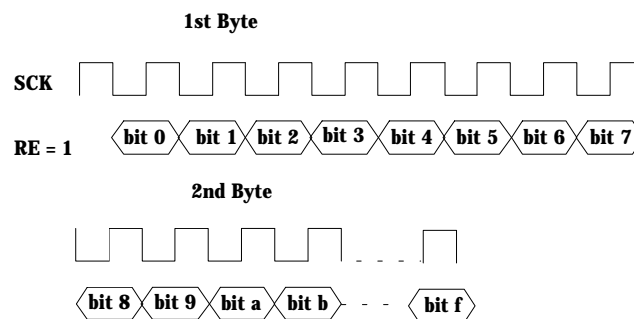 1st Byte
SCK
RE = 1 bit 0 bit 1 bit 2 bit 3 bit 4 bit 5 bit 6 bit 7
2nd Byte
bit 8 bit 9 bit a bit b bit f